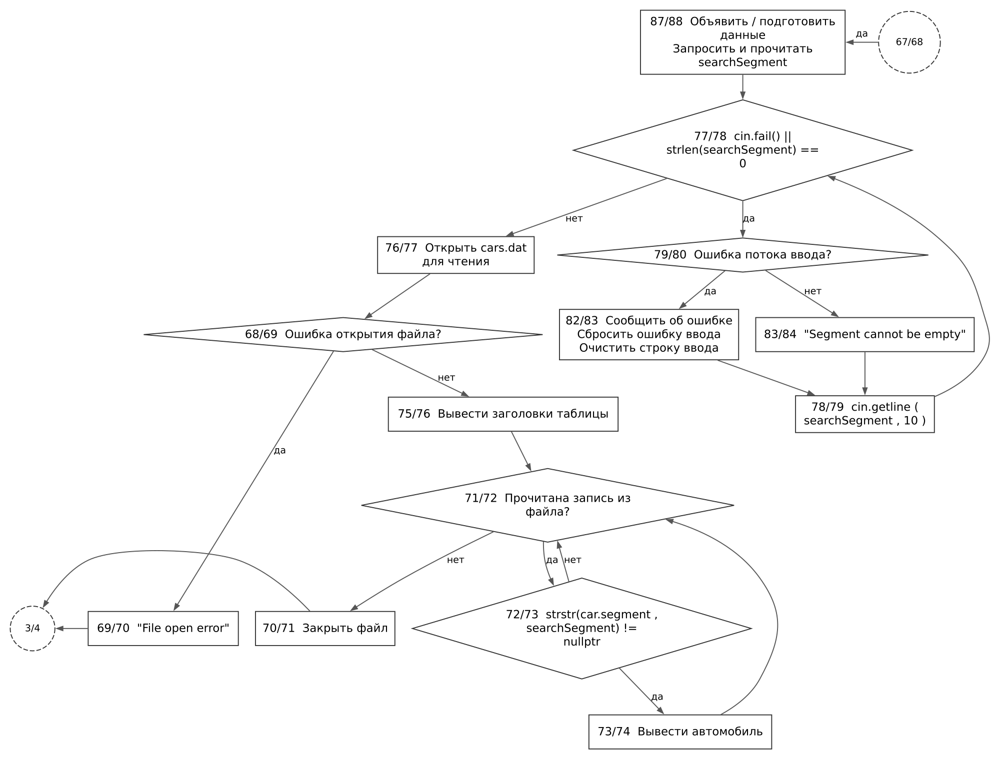 87/88 Объявить / подготовить
данные
Запросить и прочитать
searchSegment
да
67/68
77/78 cin.fail() ||
strlen(searchSegment) ==
0
нет
да
76/77 Открыть cars.dat
для чтения
79/80 Ошибка потока ввода?
да
нет
68/69 Ошибка открытия файла?
82/83 Сообщить об ошибке
Сбросить ошибку ввода
Очистить строку ввода
83/84 "Segment cannot be empty"
нет
75/76 Вывести заголовки таблицы
78/79 cin.getline (
searchSegment , 10 )
да
71/72 Прочитана запись из
файла?
нет
да
нет
3/4
69/70 "File open error"
70/71 Закрыть файл
72/73 strstr(car.segment ,
searchSegment) !=
nullptr
да
73/74 Вывести автомобиль